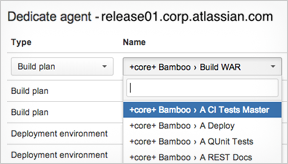 Dedicate agent - release01.corp.atlassian.com
Type Name
Build plan +core+ Bamboo › Build WAR
Build plan
+core+ Bamboo › A CI Tests Master
Build plan
+core+ Bamboo › A Deploy
Deployment environment
+core+ Bamboo › A QUnit Tests
Deployment environment
+core+ Bamboo › A REST Docs